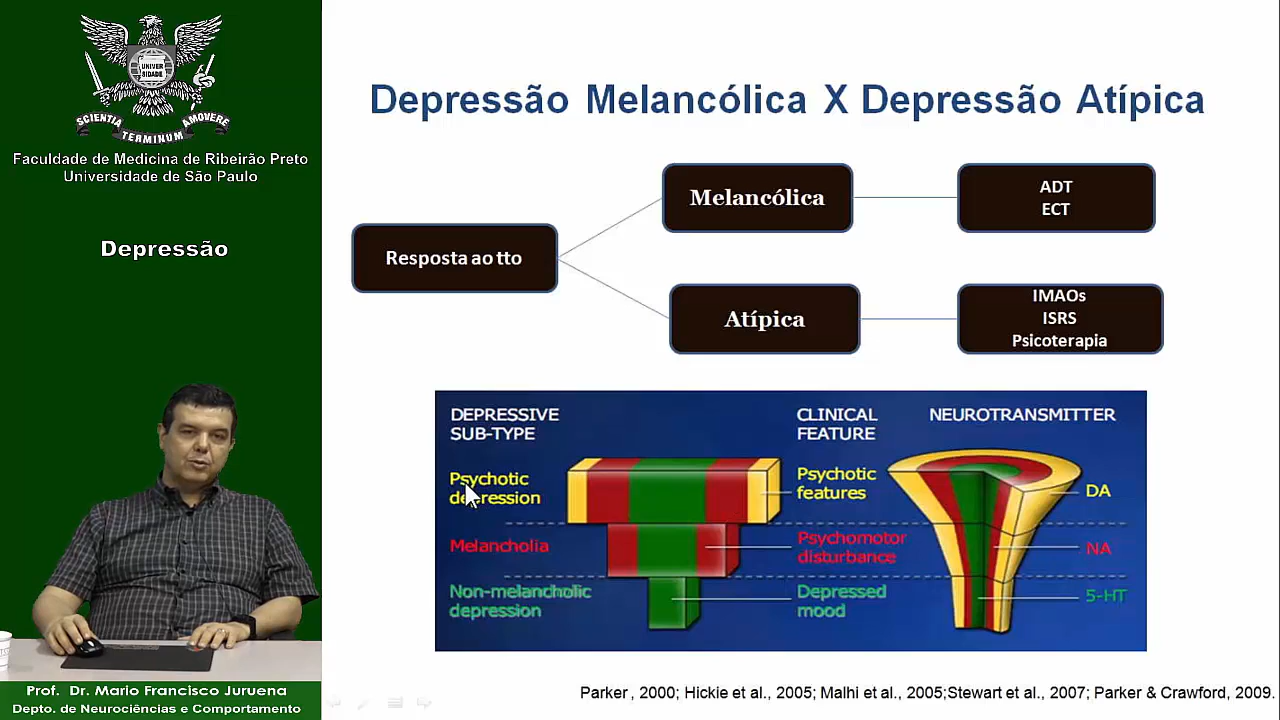 UNIVER
SIDADE
SCIENTIA TERMINUM AMOVERE
Faculdade de Medicina de Ribeirão Preto
Universidade de São Paulo
Depressão
Prof. Dr. Mario Francisco Juruena
Depto. de Neurociências e Comportamento
Depressão Melancólica X Depressão Atípica
Resposta ao tto
Melancólica
ADT
ECT
Atípica
IMAOs
ISRS
Psicoterapia
DEPRESSIVE
SUB-TYPE
CLINICAL
FEATURE
NEUROTRANSMITTER
Psychotic
depression
Psychotic
features
DA
Melancholia
Psychomotor
disturbance
NA
Non-melancholic
depression
Depressed
mood
5-HT
Parker , 2000; Hickie et al., 2005; Malhi et al., 2005;Stewart et al., 2007; Parker & Crawford, 2009.